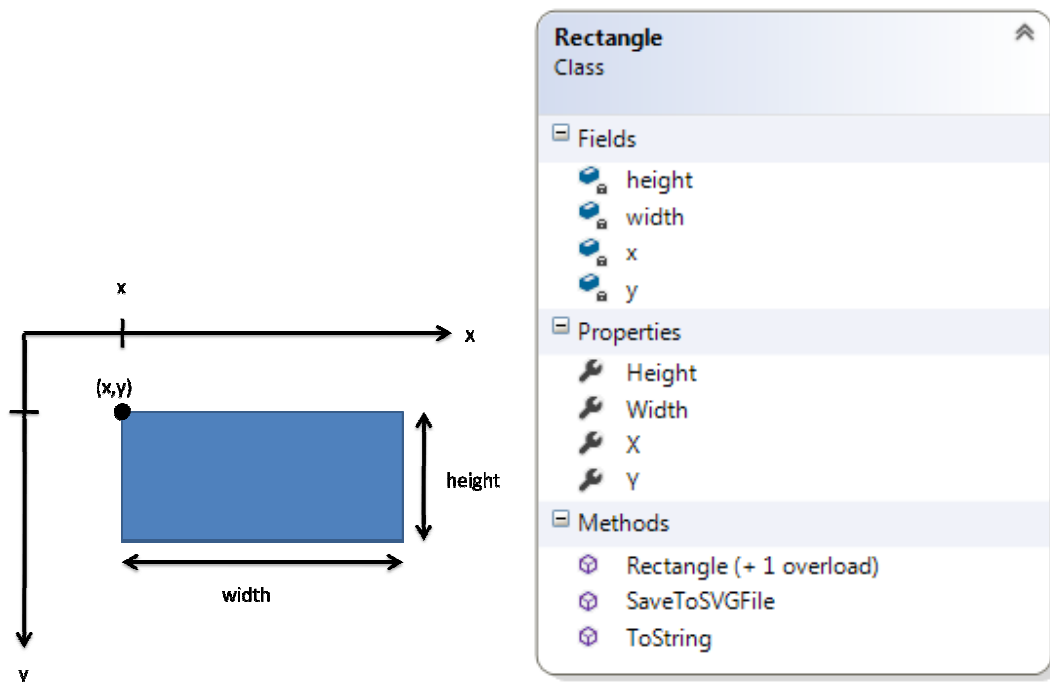 x
x
(x,y)
height
width
y
Rectangle
Class
Fields
height
width
x
y
Properties
Height
Width
X
Y
Methods
Rectangle (+ 1 overload)
SaveToSVGFile
ToString